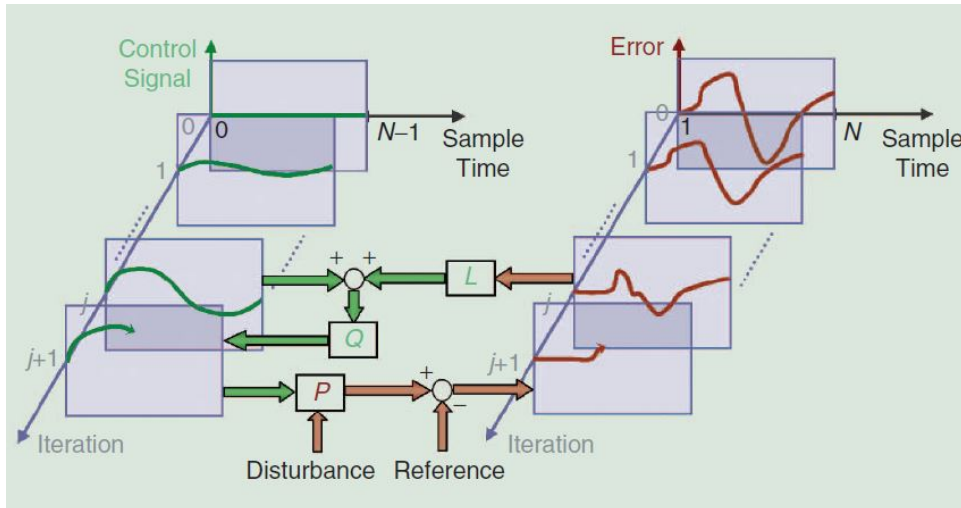 Control
Signal
Error
0
0
N–1
Sample
Time
0
1
N
Sample
Time
1
1
+
+
L
j
j
Q
j+1
j+1
P
+
–
Iteration
Iteration
Disturbance
Reference